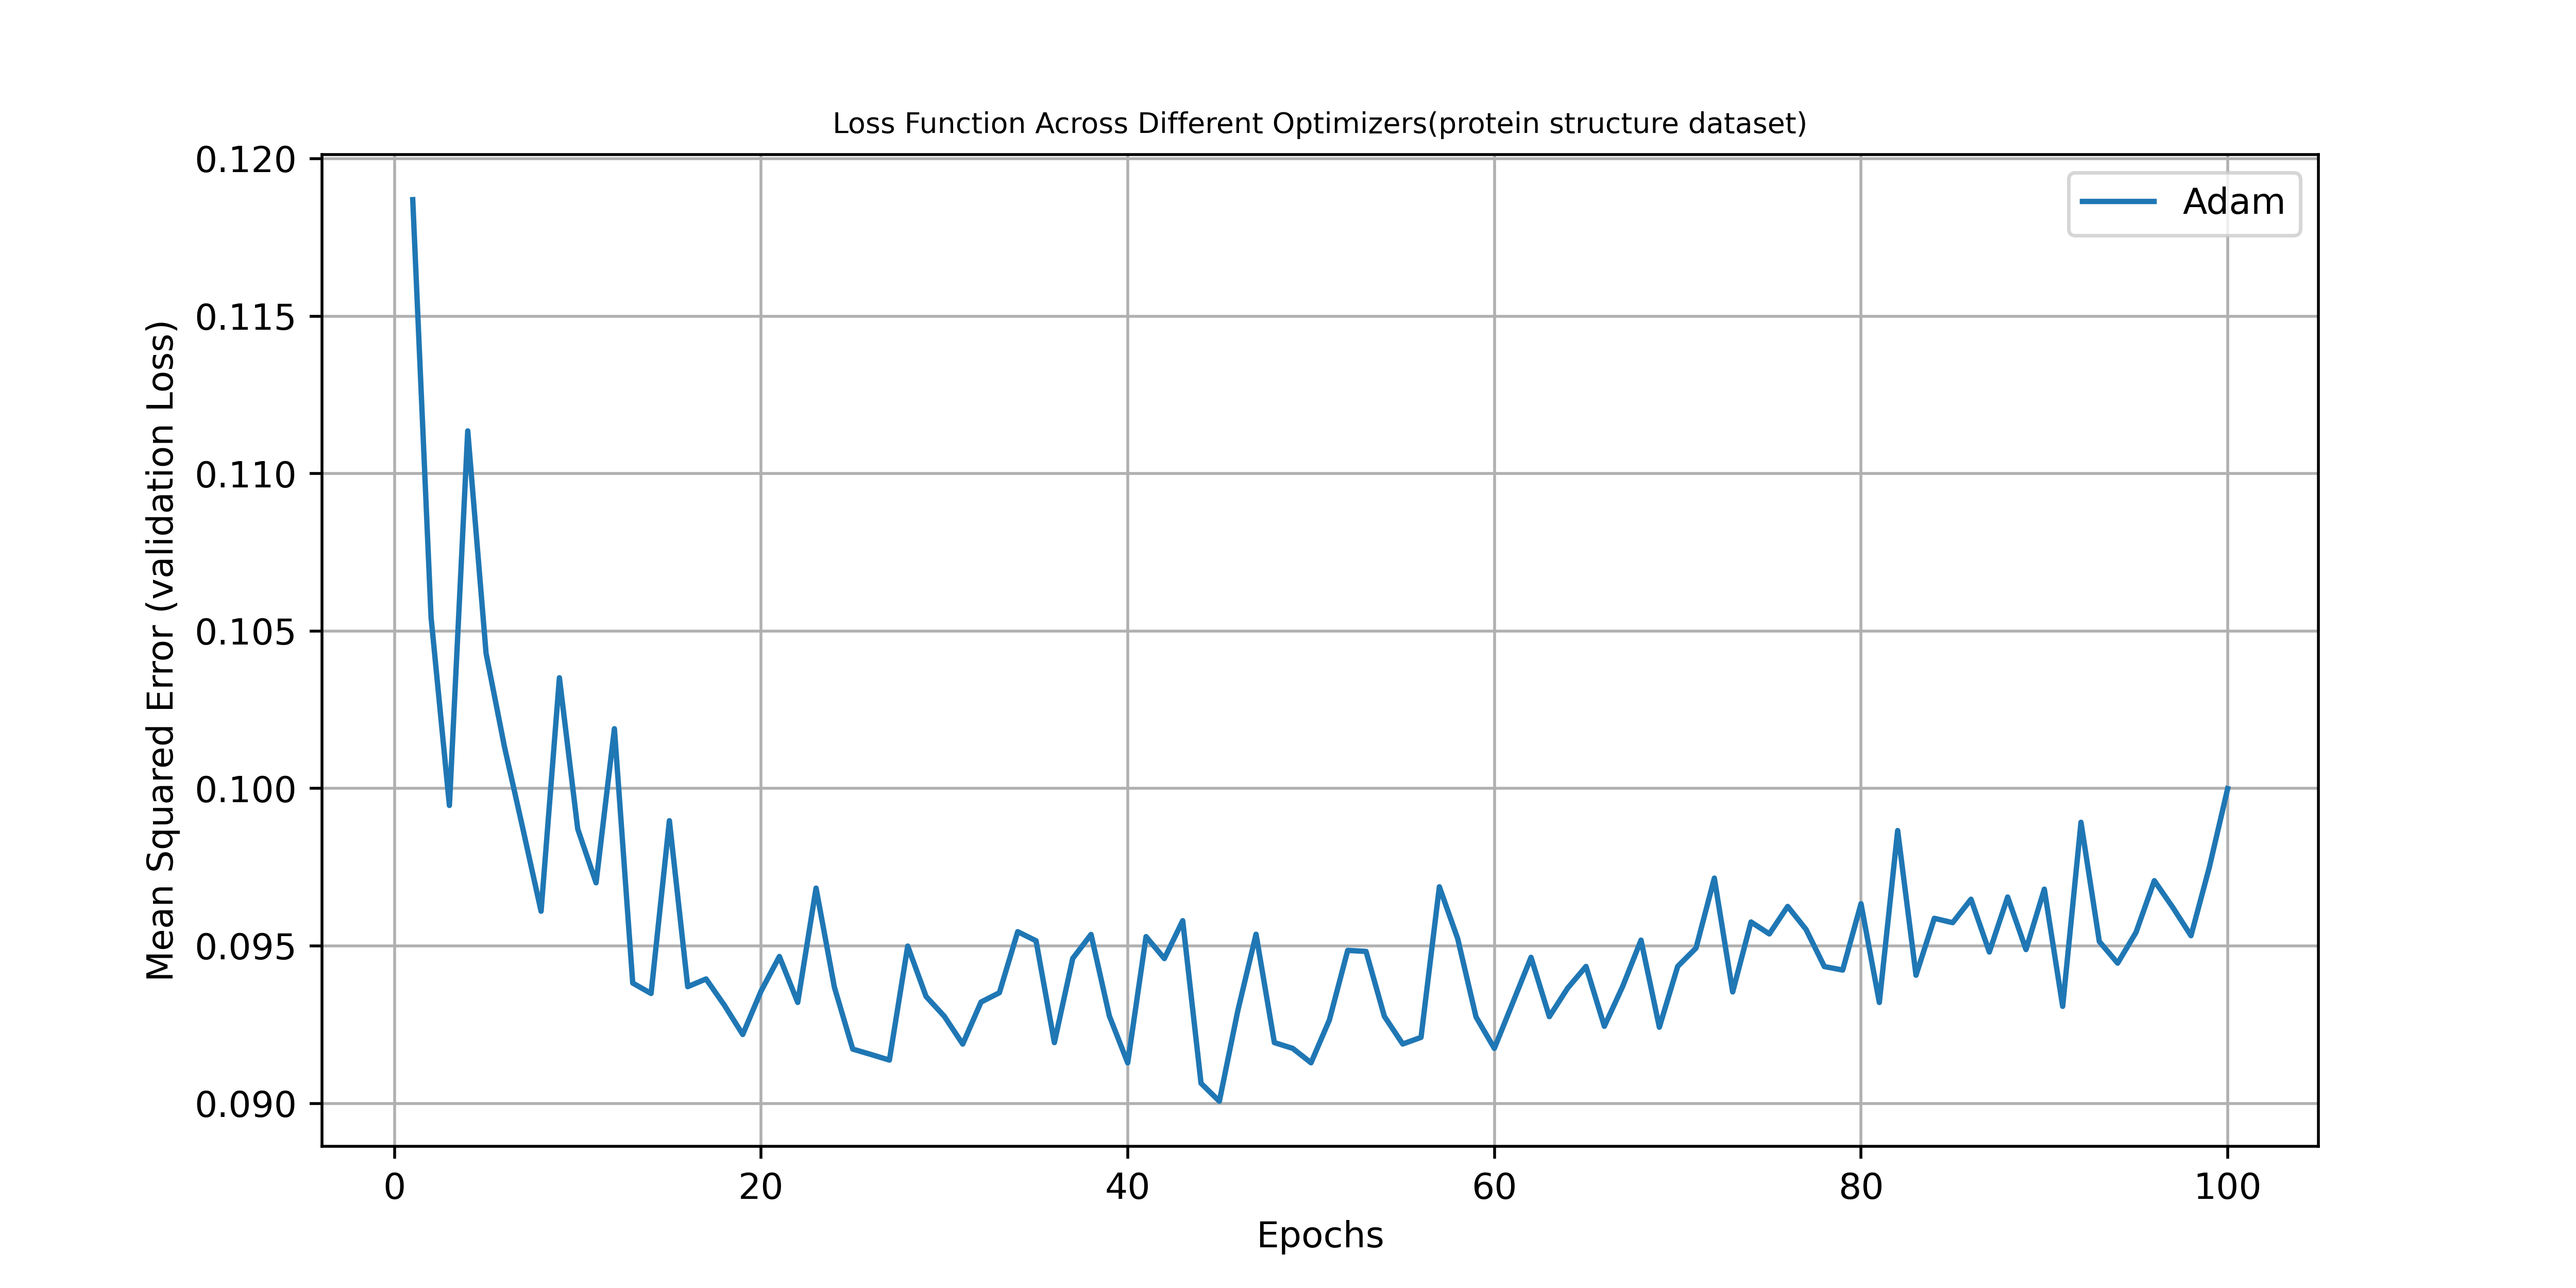 Loss Function Across Different Optimizers(protein structure dataset)
Adam
Mean Squared Error (validation Loss)
0.120
0.115
0.110
0.105
0.100
0.095
0.090
0 20 40 60 80 100
Epochs